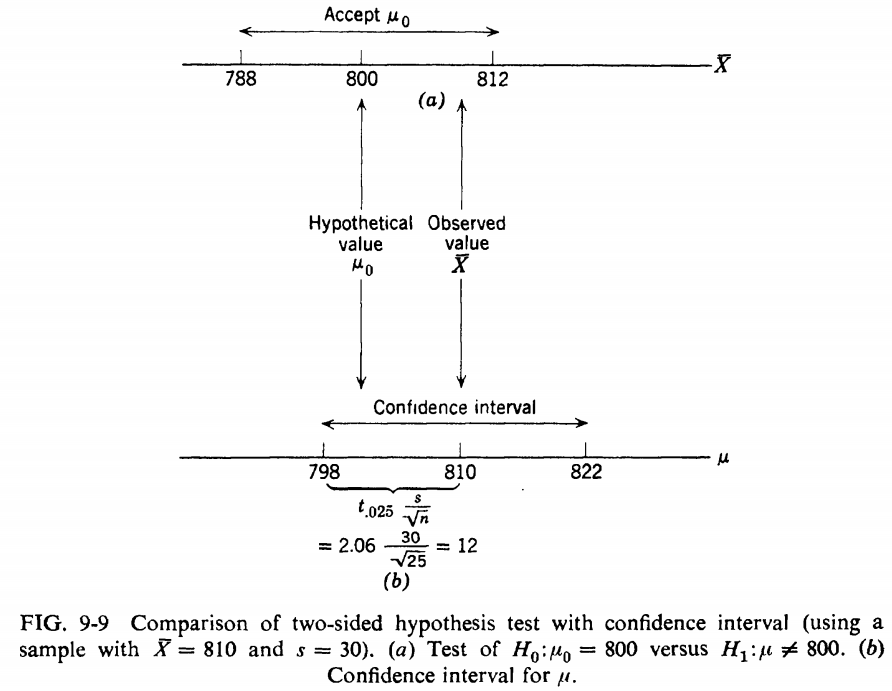 Accept μ₀
X̄
788 800 812
(a)
Hypothetical Observed
value value
μ₀ X̄
Confidence interval
μ
798 810 822
t.025 s/√n
= 2.06 30/√25 = 12
(b)
FIG. 9-9 Comparison of two-sided hypothesis test with confidence interval (using a
sample with X̄ = 810 and s = 30). (a) Test of H₀:μ₀ = 800 versus H₁:μ ≠ 800. (b)
Confidence interval for μ.